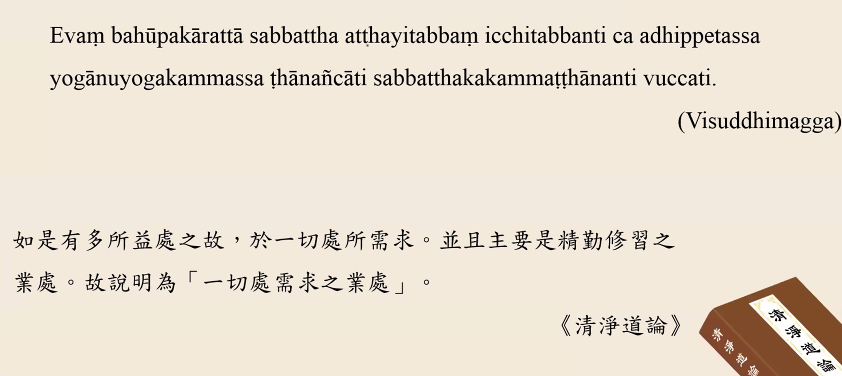 Evaṃ bahūpakārattā sabbattha atṭhayitabbaṃ icchitabbanti ca adhippetassa
yogānuyogakammassa ṭhānañcāti sabbatthakakammaṭṭhānanti vuccati.
(Visuddhimagga)
如是有多所益處之故，於一切處所需求。並且主要是精勤修習之
業處。故說明為「一切處需求之業處」。
《清淨道論》
清淨道論
清淨道論